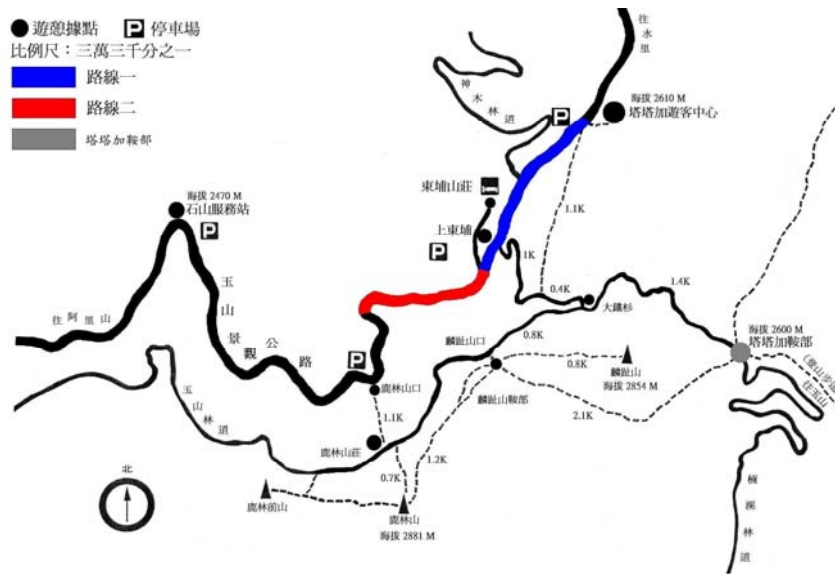 遊憩據點 P 停車場
比例尺：三萬三千分之一
路線一
路線二
塔塔加鞍部
往水里
神木林道
P
海拔 2610 M
塔塔加遊客中心
東埔山莊
上東埔
P
1.1K
1K
0.4K
大鐵杉
1.4K
海拔 2470 M
石山服務站
P
往阿里山
玉山景觀公路
P
鹿林山口
麟趾山口
0.8K
0.8K
麟趾山
海拔 2854 M
麟趾山鞍部
海拔 2600 M
塔塔加鞍部
往玉山
2.1K
玉山林道
1.1K
鹿林山莊
1.2K
0.7K
鹿林前山
鹿林山
海拔 2881 M
楠溪林道
北